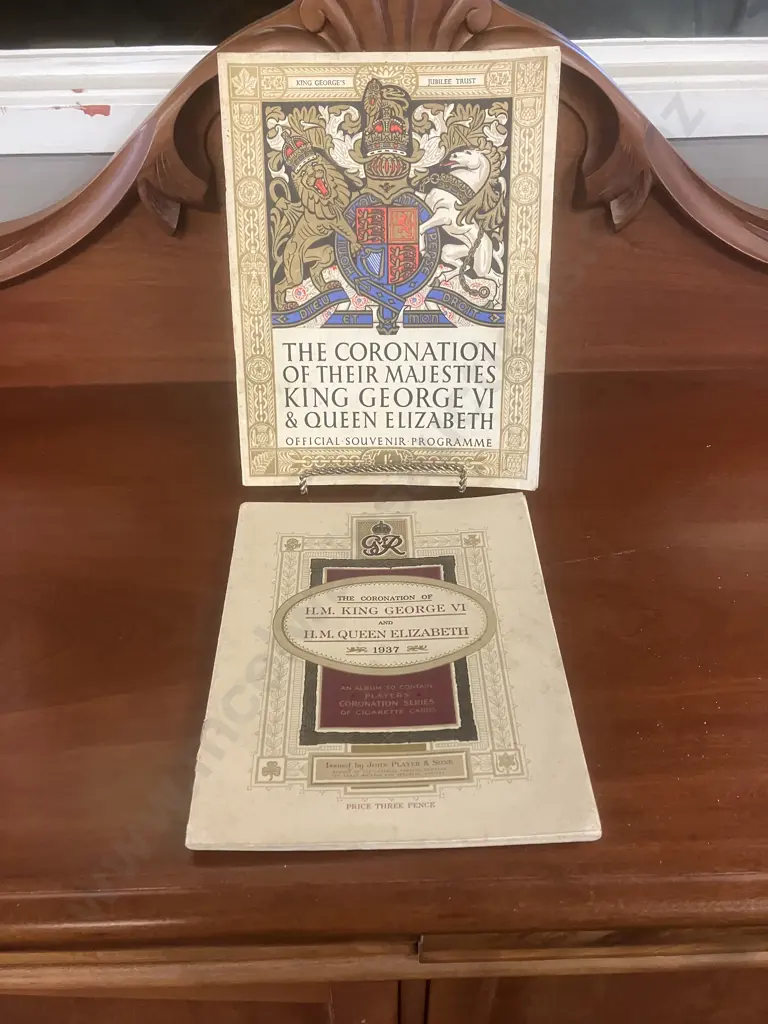 KING GEORGE'S JUBILEE TRUST
DIEU ET MON DROIT
THE CORONATION
OF THEIR MAJESTIES
KING GEORGE VI
& QUEEN ELIZABETH
OFFICIAL·SOUVENIR·PROGRAMME
1/-
GR
THE CORONATION OF
H.M. KING GEORGE VI
AND
H.M. QUEEN ELIZABETH
1937
AN ALBUM TO CONTAIN
PLAYER'S
CORONATION SERIES
OF CIGARETTE CARDS
Issued by JOHN PLAYER & SONS
PRICE THREE PENCE